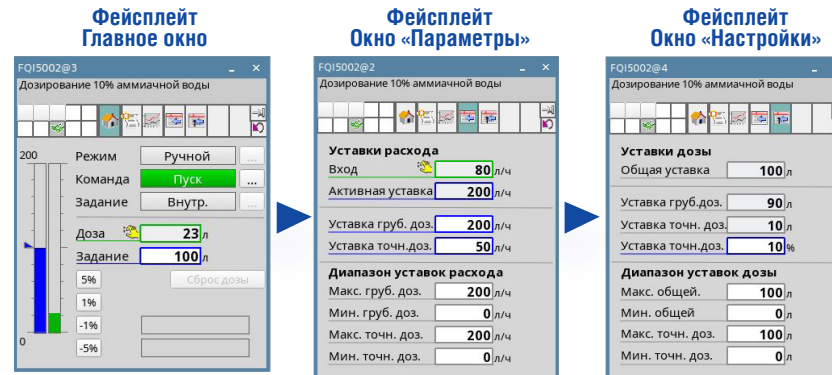 Фейсплейт
Главное окно
FQI5002@3
Дозирование 10% аммиачной воды
200
Режим Ручной ...
Команда Пуск ...
Задание Внутр. ...
Доза 23 л
Задание 100 л
5% Сброс дозы
1%
-1%
0
-5%
Фейсплейт
Окно «Параметры»
FQI5002@2
Дозирование 10% аммиачной воды
Уставки расхода
Вход 80 л/ч
Активная уставка 200 л/ч
Уставка груб. доз. 200 л/ч
Уставка точн.доз. 50 л/ч
Диапазон уставок расхода
Макс. груб. доз. 200 л/ч
Мин. груб. доз. 0 л/ч
Макс. точн. доз. 200 л/ч
Мин. точн. доз. 0 л/ч
Фейсплейт
Окно «Настройки»
FQI5002@4
Дозирование 10% аммиачной воды
Уставки дозы
Общая уставка 100 л
Уставка груб.доз. 90 л
Уставка точн. доз. 10 л
Уставка точн.доз. 10 %
Диапазон уставок дозы
Макс. общей. 100 л
Мин. общей 0 л
Макс. точн. доз. 100 л
Мин. точн. доз. 0 л